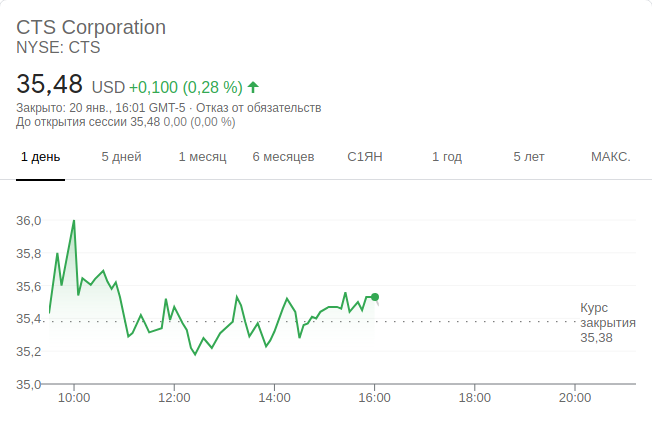 CTS Corporation
NYSE: CTS
35,48 USD +0,100 (0,28 %)
Закрыто: 20 янв., 16:01 GMT-5 · Отказ от обязательств
До открытия сессии 35,48 0,00 (0,00 %)
1 день 5 дней 1 месяц 6 месяцев С1ЯН 1 год 5 лет МАКС.
36,0
35,8
35,6
35,4
35,2
35,0
Курс
закрытия
35,38
10:00 12:00 14:00 16:00 18:00 20:00